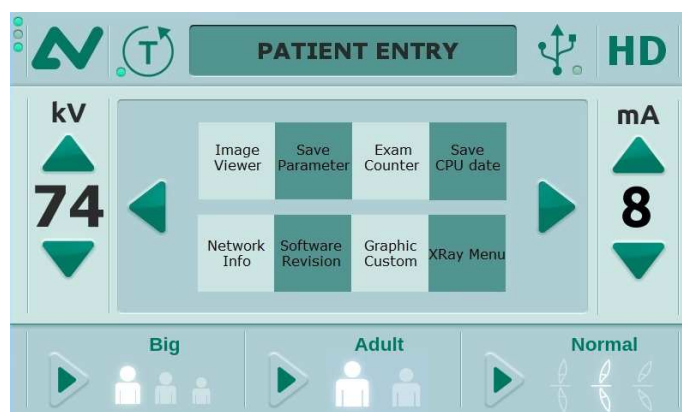 T
PATIENT ENTRY
HD
kV
74
mA
8
Image
Viewer
Save
Parameter
Exam
Counter
Save
CPU date
Network
Info
Software
Revision
Graphic
Custom
XRay Menu
Big
Adult
Normal